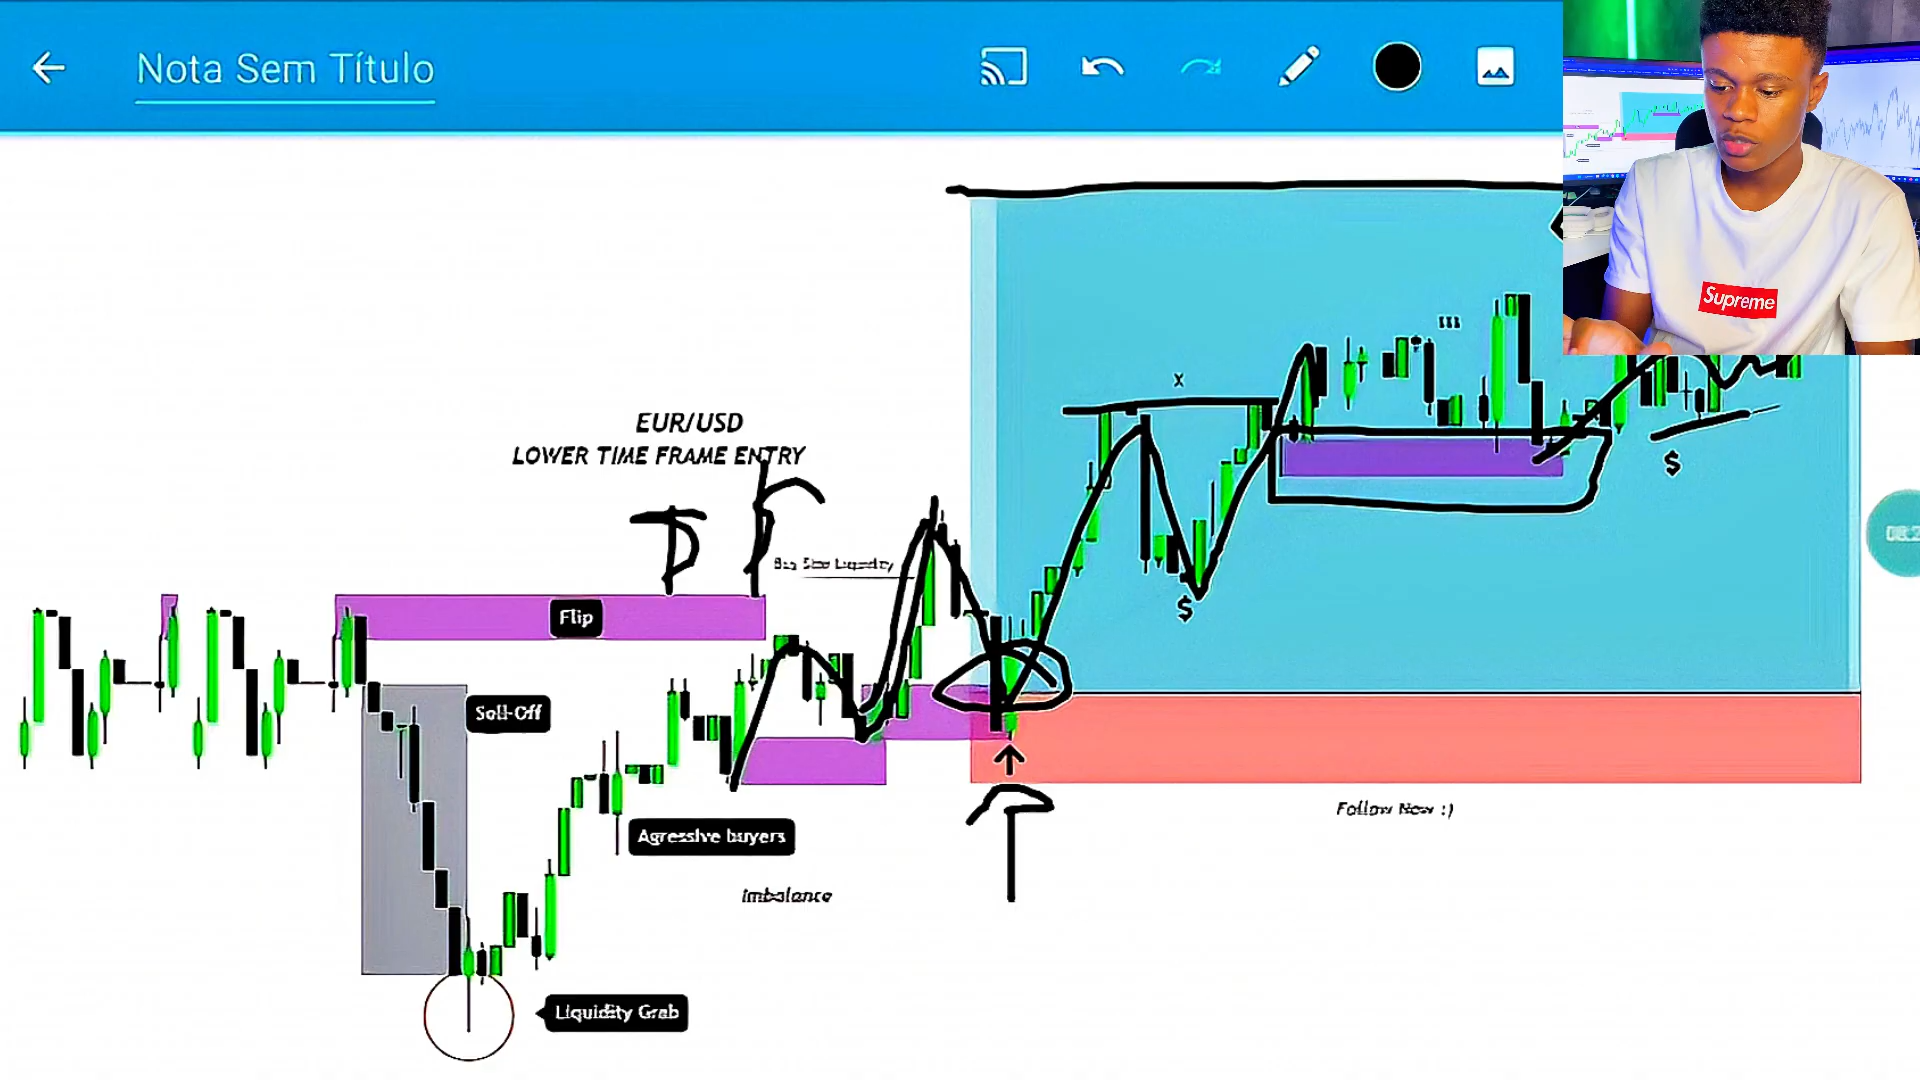 Nota Sem Título
Supreme
X
EUR/USD
LOWER TIME FRAME ENTRY
$
$
Flip
Sell-Off
Follow Now :)
Agressive buyers
Imbalance
Liquidity Grab